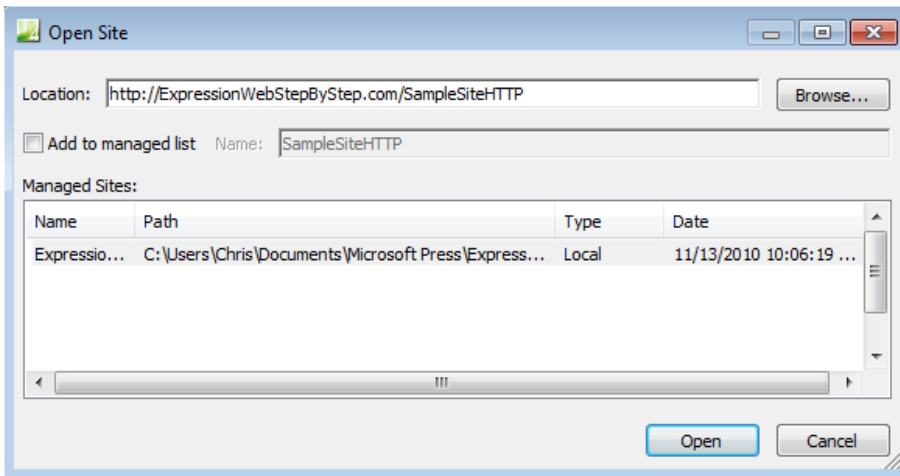 Open Site
Location: http://ExpressionWebStepByStep.com/SampleSiteHTTP Browse...
Add to managed list Name: SampleSiteHTTP
Managed Sites:
Name Path Type Date
Expressio... C:\Users\Chris\Documents\Microsoft Press\Express... Local 11/13/2010 10:06:19 ...
Open Cancel